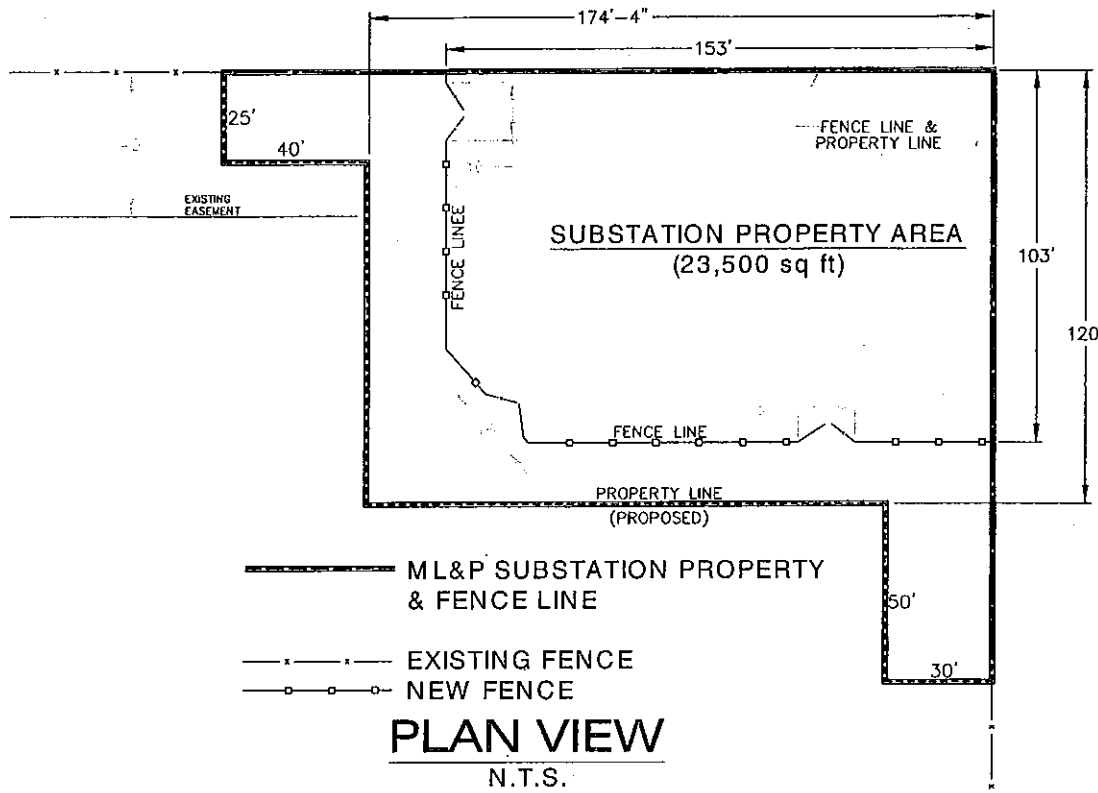 174'-4"
153'
25'
40'
FENCE LINE &
PROPERTY LINE
EXISTING
EASEMENT
FENCE LINEE
SUBSTATION PROPERTY AREA
(23,500 sq ft)
103'
120
FENCE LINE
PROPERTY LINE
(PROPOSED)
ML&P SUBSTATION PROPERTY
& FENCE LINE
50'
EXISTING FENCE
30'
NEW FENCE
PLAN VIEW
N.T.S.